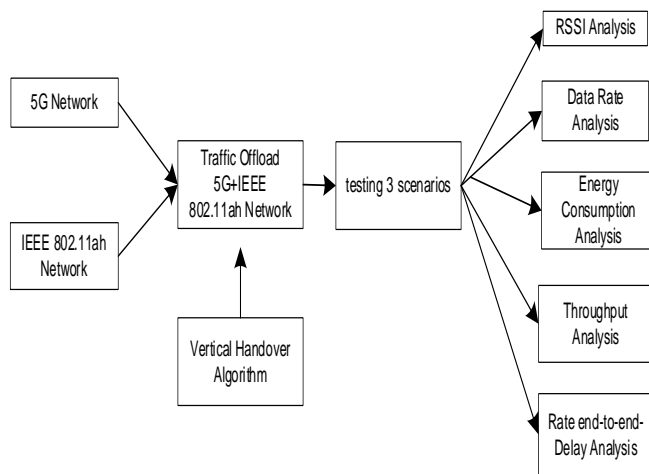 5G Network
IEEE 802.11ah
Network
Traffic Offload
5G+IEEE
802.11ah Network
Vertical Handover
Algorithm
testing 3 scenarios
RSSI Analysis
Data Rate
Analysis
Energy
Consumption
Analysis
Throughput
Analysis
Rate end-to-end-
Delay Analysis